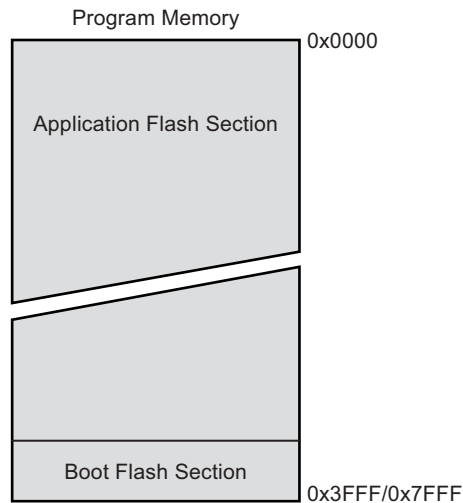 Program Memory
0x0000
Application Flash Section
Boot Flash Section
0x3FFF/0x7FFF